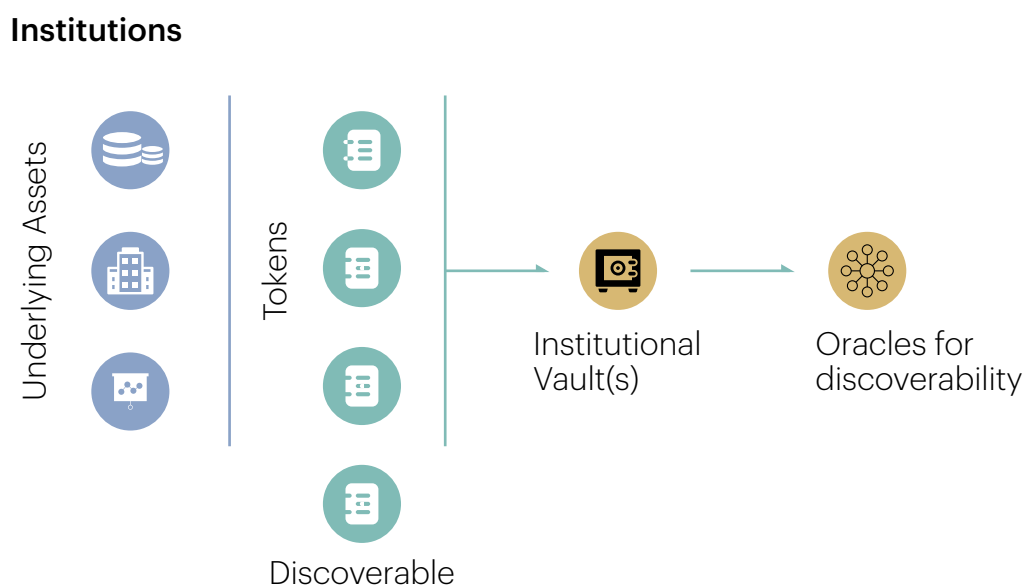 Institutions
Underlying Assets
Tokens
Institutional
Vault(s)
Oracles for
discoverability
Discoverable